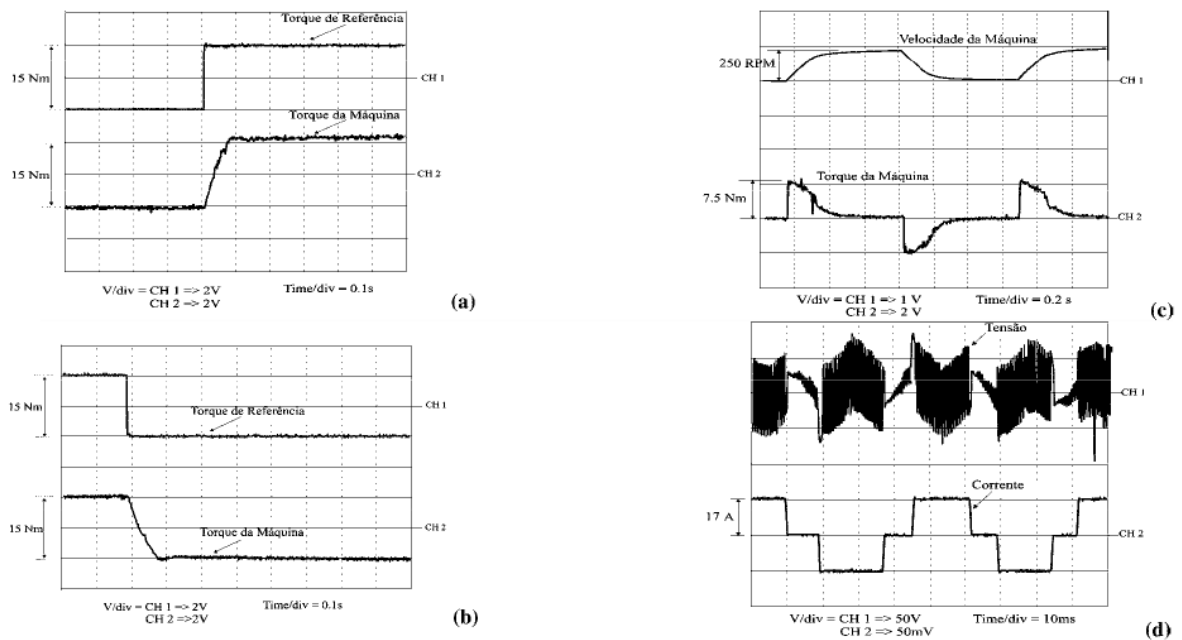 Torque de Referência
15 Nm
CH 1
Torque da Máquina
15 Nm
CH 2
V/div = CH 1 => 2V
CH 2 => 2V
Time/div = 0.1s
(a)
15 Nm
CH 1
Torque de Referência
15 Nm
CH 2
Torque da Máquina
V/div = CH 1 => 2V
CH 2 =>2V
Time/div = 0.1s
(b)
Velocidade da Máquina
250 RPM
CH 1
Torque da Máquina
7.5 Nm
CH 2
V/div = CH 1 => 1 V
CH 2 => 2 V
Time/div = 0.2 s
(c)
Tensão
CH 1
Corrente
17 A
CH 2
V/div = CH 1 => 50V
CH 2 => 50mV
Time/div = 10ms
(d)